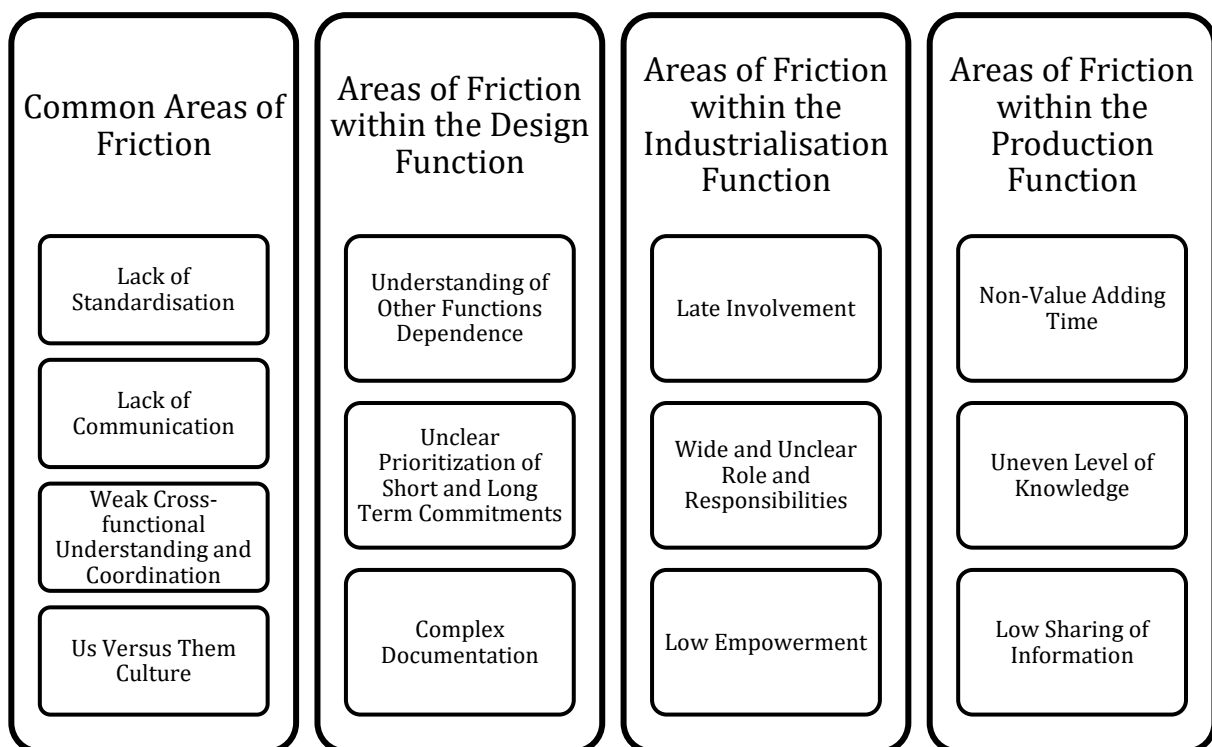 Common Areas of
Friction
Lack of
Standardisation
Lack of
Communication
Weak Cross-
functional
Understanding and
Coordination
Us Versus Them
Culture
Areas of Friction
within the Design
Function
Understanding of
Other Functions
Dependence
Unclear
Prioritization of
Short and Long
Term Commitments
Complex
Documentation
Areas of Friction
within the
Industrialisation
Function
Late Involvement
Wide and Unclear
Role and
Responsibilities
Low Empowerment
Areas of Friction
within the
Production
Function
Non-Value Adding
Time
Uneven Level of
Knowledge
Low Sharing of
Information